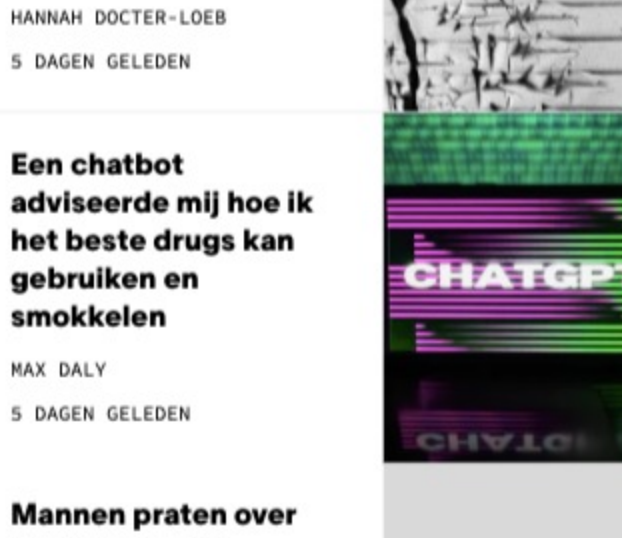 HANNAH DOCTER-LOEB
5 DAGEN GELEDEN
Een chatbot
adviseerde mij hoe ik
het beste drugs kan
gebruiken en
smokkelen
CHATGPT
MAX DALY
5 DAGEN GELEDEN
Mannen praten over